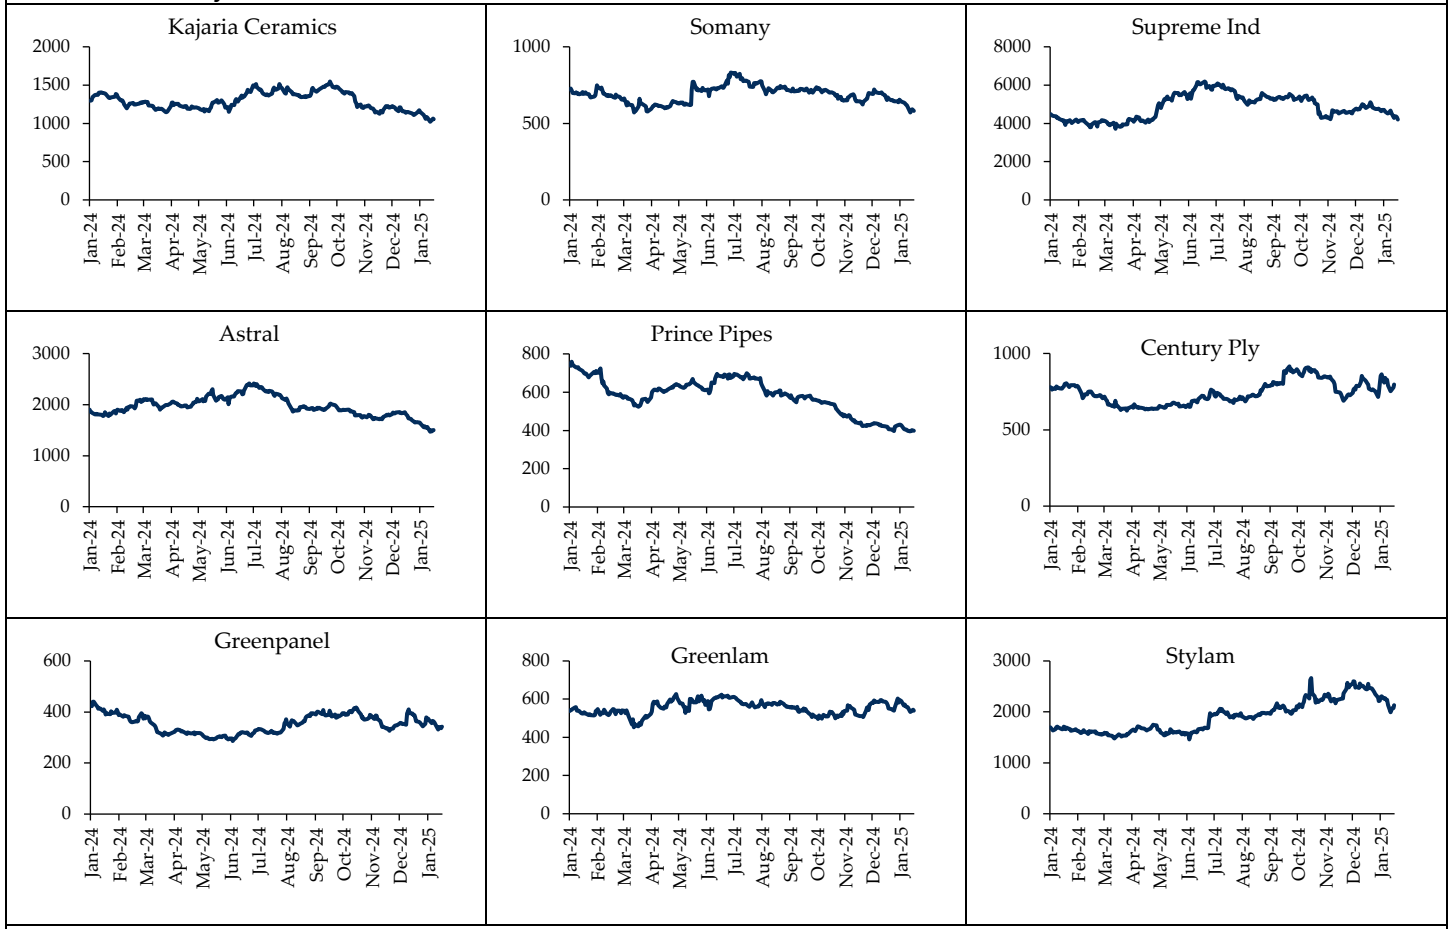 Kajaria Ceramics
2000
1500
1000
500
0
Jan-24
Feb-24
Mar-24
Apr-24
May-24
Jun-24
Jul-24
Aug-24
Sep-24
Oct-24
Nov-24
Dec-24
Jan-25
Somany
1000
500
0
Jan-24
Feb-24
Mar-24
Apr-24
May-24
Jun-24
Jul-24
Aug-24
Sep-24
Oct-24
Nov-24
Dec-24
Jan-25
Supreme Ind
8000
6000
4000
2000
0
Jan-24
Feb-24
Mar-24
Apr-24
May-24
Jun-24
Jul-24
Aug-24
Sep-24
Oct-24
Nov-24
Dec-24
Jan-25
Astral
3000
2000
1000
0
Jan-24
Feb-24
Mar-24
Apr-24
May-24
Jun-24
Jul-24
Aug-24
Sep-24
Oct-24
Nov-24
Dec-24
Jan-25
Prince Pipes
800
600
400
200
0
Jan-24
Feb-24
Mar-24
Apr-24
May-24
Jun-24
Jul-24
Aug-24
Sep-24
Oct-24
Nov-24
Dec-24
Jan-25
Century Ply
1000
500
0
Jan-24
Feb-24
Mar-24
Apr-24
May-24
Jun-24
Jul-24
Aug-24
Sep-24
Oct-24
Nov-24
Dec-24
Jan-25
Greenpanel
600
400
200
0
Jan-24
Feb-24
Mar-24
Apr-24
May-24
Jun-24
Jul-24
Aug-24
Sep-24
Oct-24
Nov-24
Dec-24
Jan-25
Greenlam
800
600
400
200
0
Jan-24
Feb-24
Mar-24
Apr-24
May-24
Jun-24
Jul-24
Aug-24
Sep-24
Oct-24
Nov-24
Dec-24
Jan-25
Stylam
3000
2000
1000
0
Jan-24
Feb-24
Mar-24
Apr-24
May-24
Jun-24
Jul-24
Aug-24
Sep-24
Oct-24
Nov-24
Dec-24
Jan-25